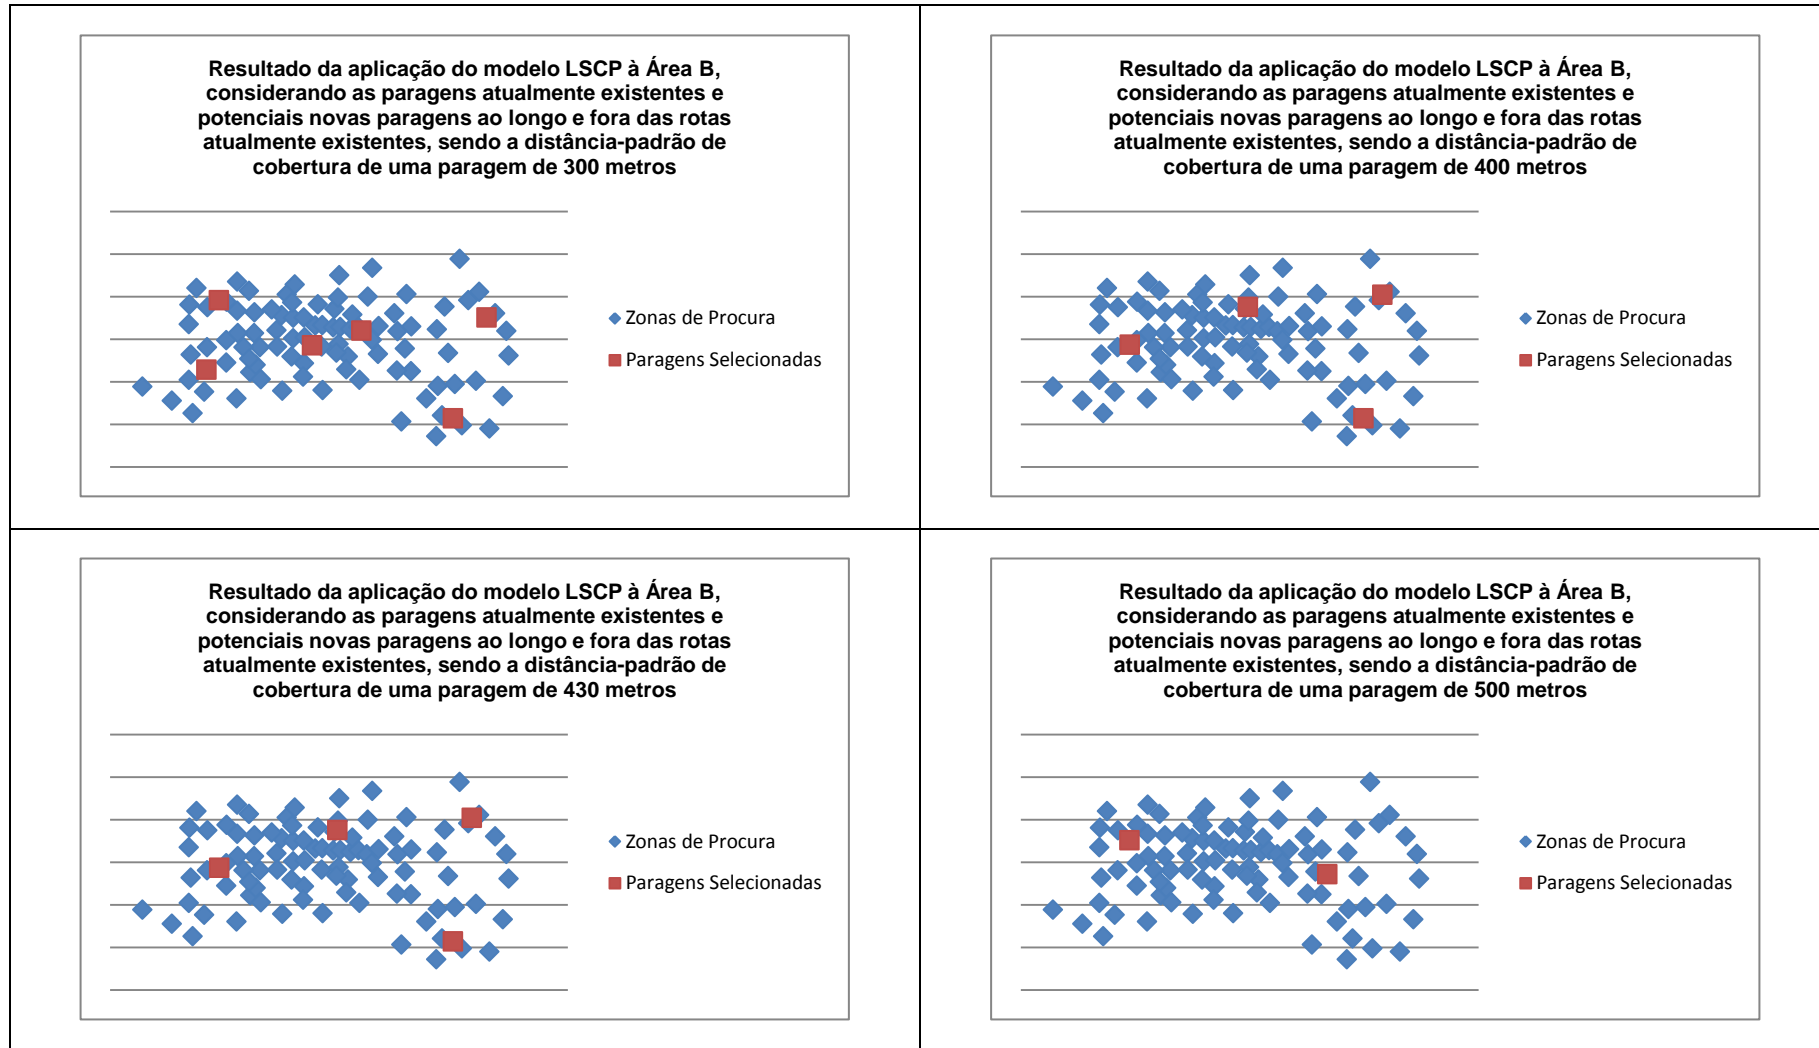 Resultado da aplicação do modelo LSCP à Área B,
considerando as paragens atualmente existentes e
potenciais novas paragens ao longo e fora das rotas
atualmente existentes, sendo a distância-padrão de
cobertura de uma paragem de 300 metros
Zonas de Procura
Paragens Selecionadas
Resultado da aplicação do modelo LSCP à Área B,
considerando as paragens atualmente existentes e
potenciais novas paragens ao longo e fora das rotas
atualmente existentes, sendo a distância-padrão de
cobertura de uma paragem de 400 metros
Zonas de Procura
Paragens Selecionadas
Resultado da aplicação do modelo LSCP à Área B,
considerando as paragens atualmente existentes e
potenciais novas paragens ao longo e fora das rotas
atualmente existentes, sendo a distância-padrão de
cobertura de uma paragem de 430 metros
Zonas de Procura
Paragens Selecionadas
Resultado da aplicação do modelo LSCP à Área B,
considerando as paragens atualmente existentes e
potenciais novas paragens ao longo e fora das rotas
atualmente existentes, sendo a distância-padrão de
cobertura de uma paragem de 500 metros
Zonas de Procura
Paragens Selecionadas